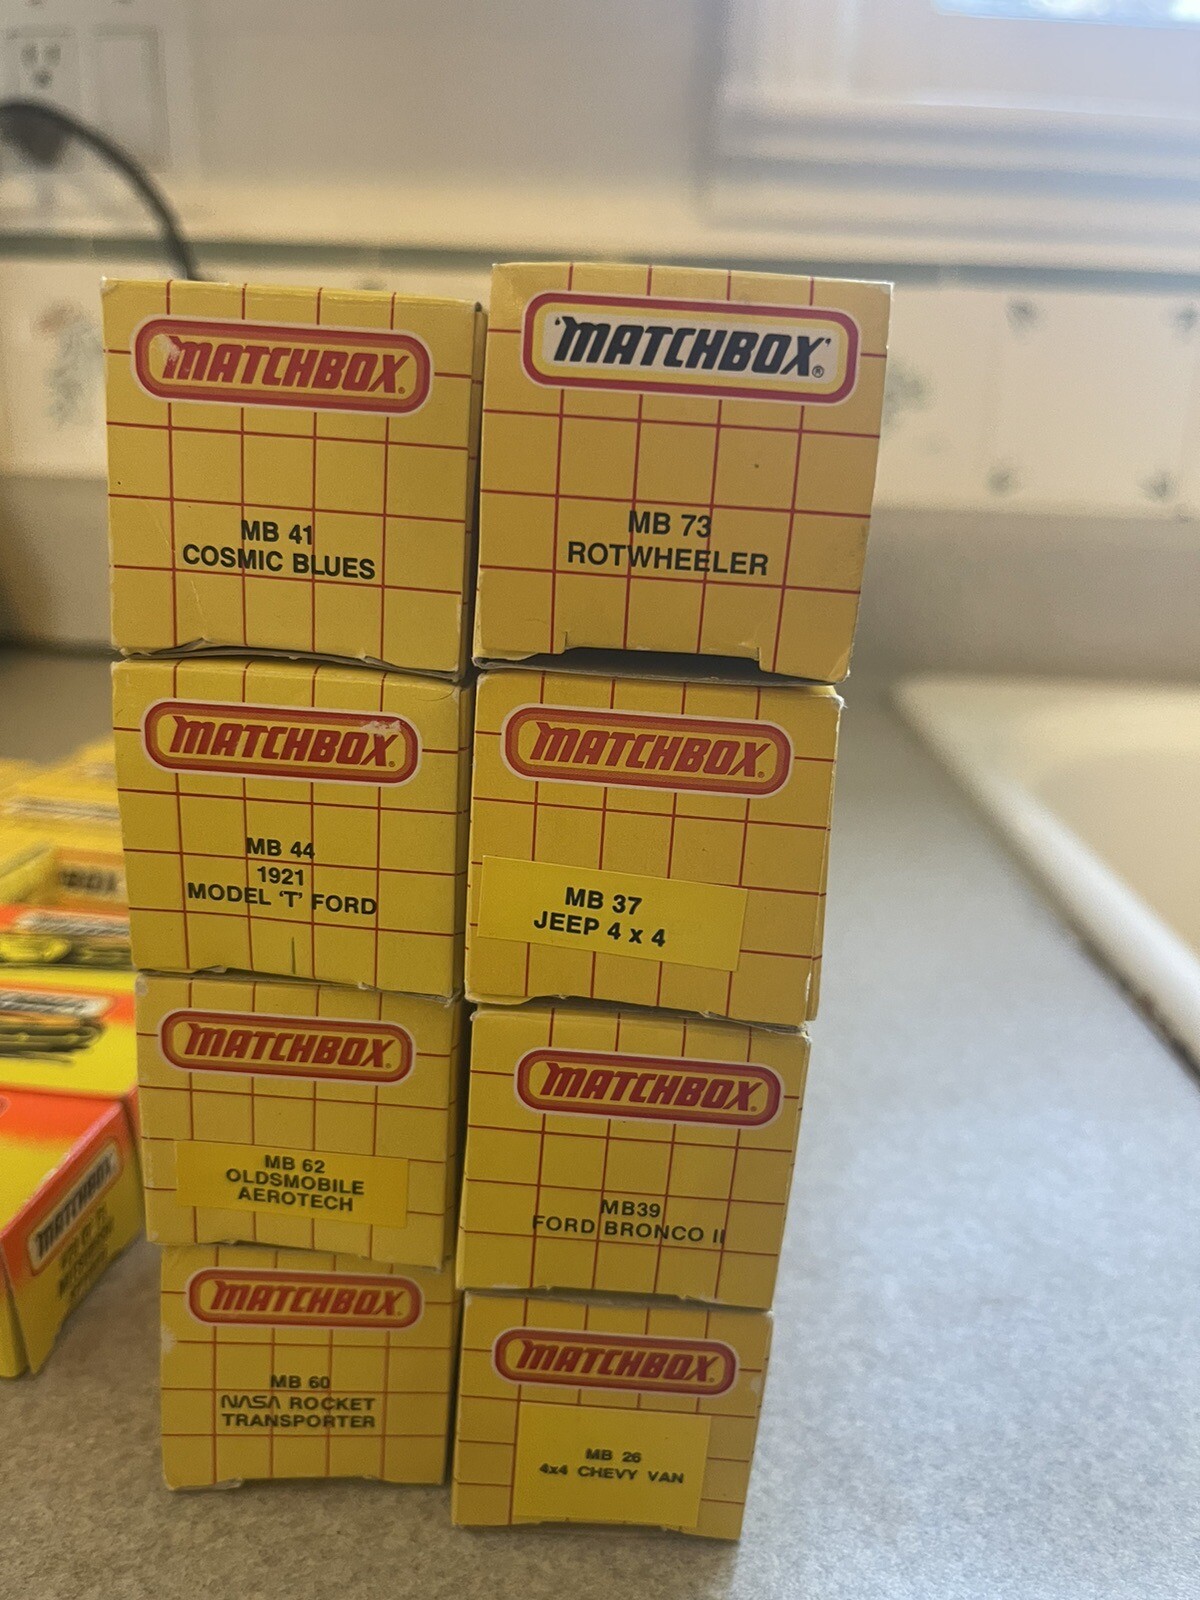 MATCHBOX
MB 41
COSMIC BLUES
'MATCHBOX'®
MB 73
ROTWHEELER
MATCHBOX
MB 44
1921
MODEL 'T' FORD
MATCHBOX
MB 37
JEEP 4 x 4
MATCHBOX
MB 62
OLDSMOBILE
AEROTECH
MATCHBOX
MB39
FORD BRONCO II
MATCHBOX
MB 60
NASA ROCKET
TRANSPORTER
MATCHBOX
MB 26
4x4 CHEVY VAN
MATCHBOX